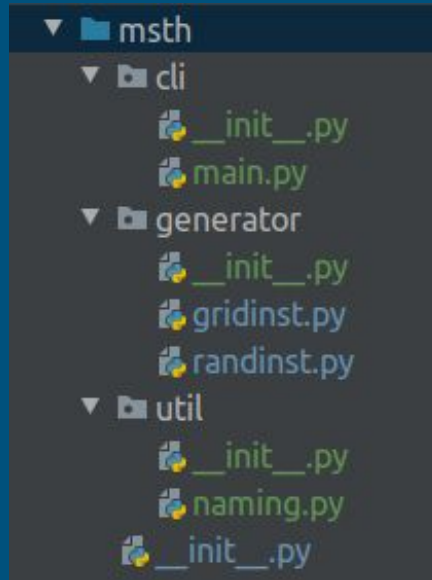 msth
cli
__init__.py
main.py
generator
__init__.py
gridinst.py
randinst.py
util
__init__.py
naming.py
__init__.py